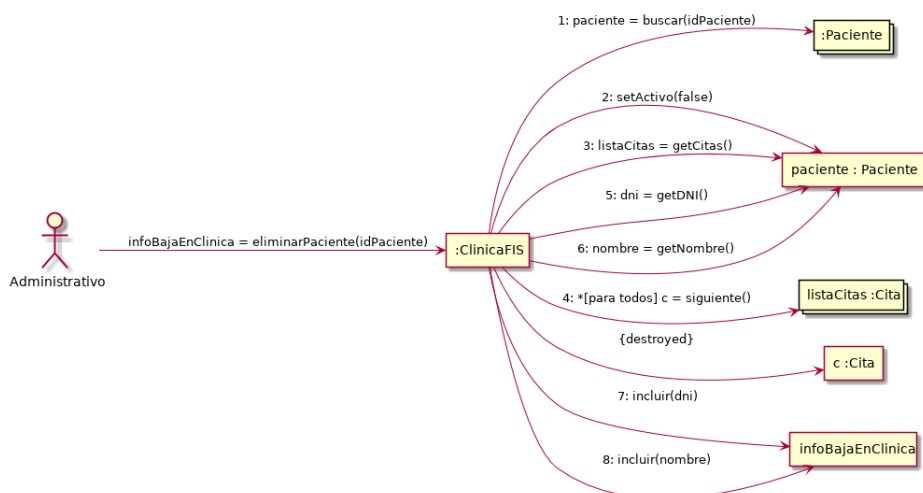 1: paciente = buscar(idPaciente)
:Paciente
2: setActivo(false)
3: listaCitas = getCitas()
paciente : Paciente
5: dni = getDNI()
infoBajaEnClinica = eliminarPaciente(idPaciente)
:ClinicaFIS
6: nombre = getNombre()
Administrativo
4: *[para todos] c = siguiente()
listaCitas :Cita
{destroyed}
c :Cita
7: incluir(dni)
infoBajaEnClinica
8: incluir(nombre)